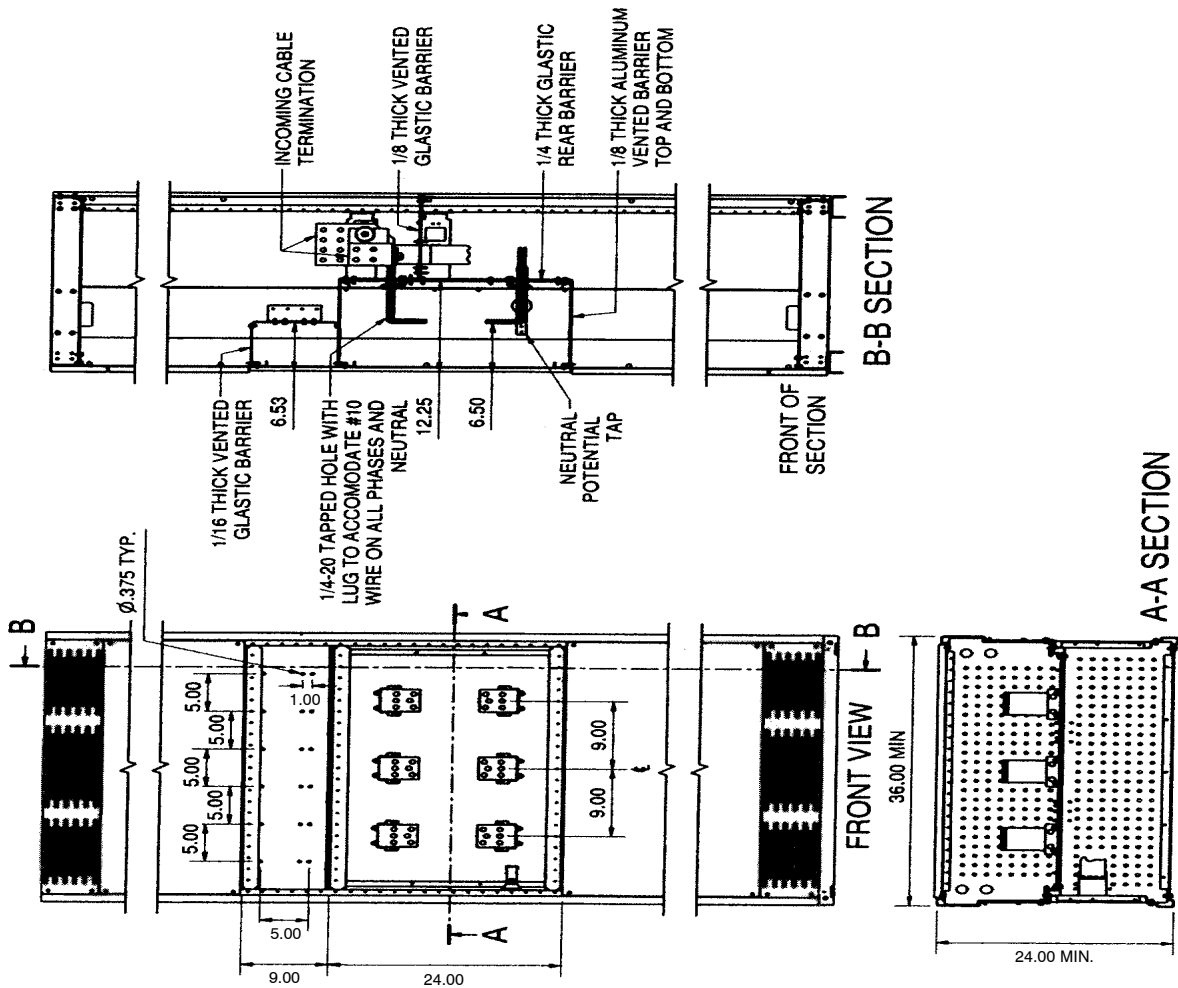 B
Ø.375 TYP.
5.00
5.00
5.00
5.00
5.00
1.00
A
A
9.00
9.00
℄
B
5.00
9.00
24.00
FRONT VIEW
1/16 THICK VENTED
GLASTIC BARRIER
6.53
1/4-20 TAPPED HOLE WITH
LUG TO ACCOMODATE #10
WIRE ON ALL PHASES AND
NEUTRAL
12.25
6.50
NEUTRAL
POTENTIAL
TAP
FRONT OF
SECTION
INCOMING CABLE
TERMINATION
1/8 THICK VENTED
GLASTIC BARRIER
1/4 THICK GLASTIC
REAR BARRIER
1/8 THICK ALUMINUM
VENTED BARRIER
TOP AND BOTTOM
B-B SECTION
36.00 MIN
24.00 MIN.
A-A SECTION